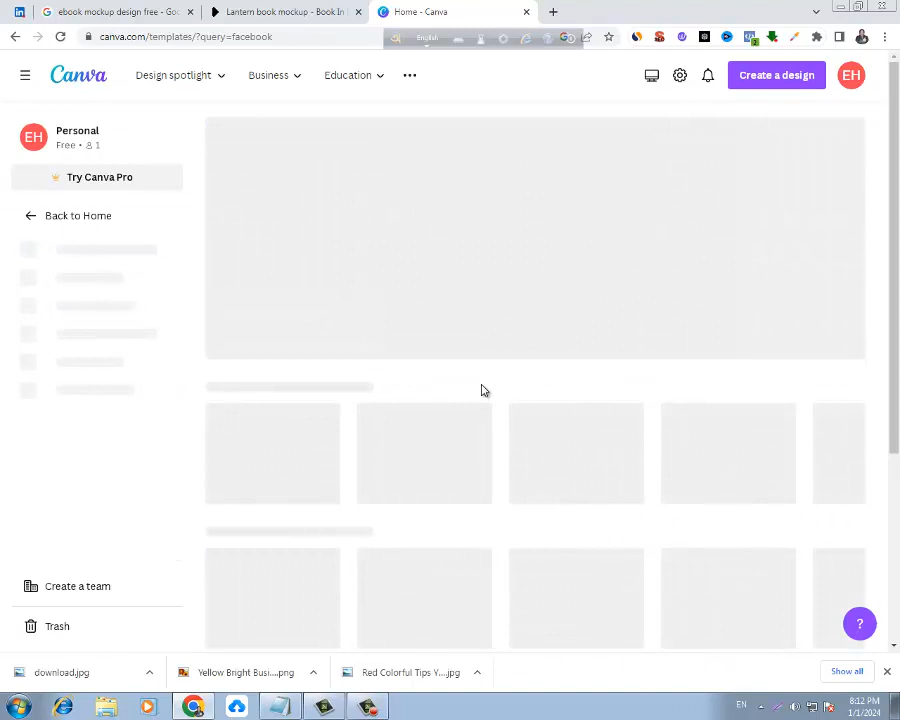 ebook mockup design free - Goo
Lantern book mockup - Book In
Home - Canva
canva.com/templates/?query=facebook
English
Canva
Design spotlight
Business
Education
Create a design
EH
EH
Personal
Free • 1
Try Canva Pro
Back to Home
Create a team
Trash
?
download.jpg
Yellow Bright Busi....png
Red Colorful Tips Y....jpg
Show all
EN
8:12 PM
1/1/2024